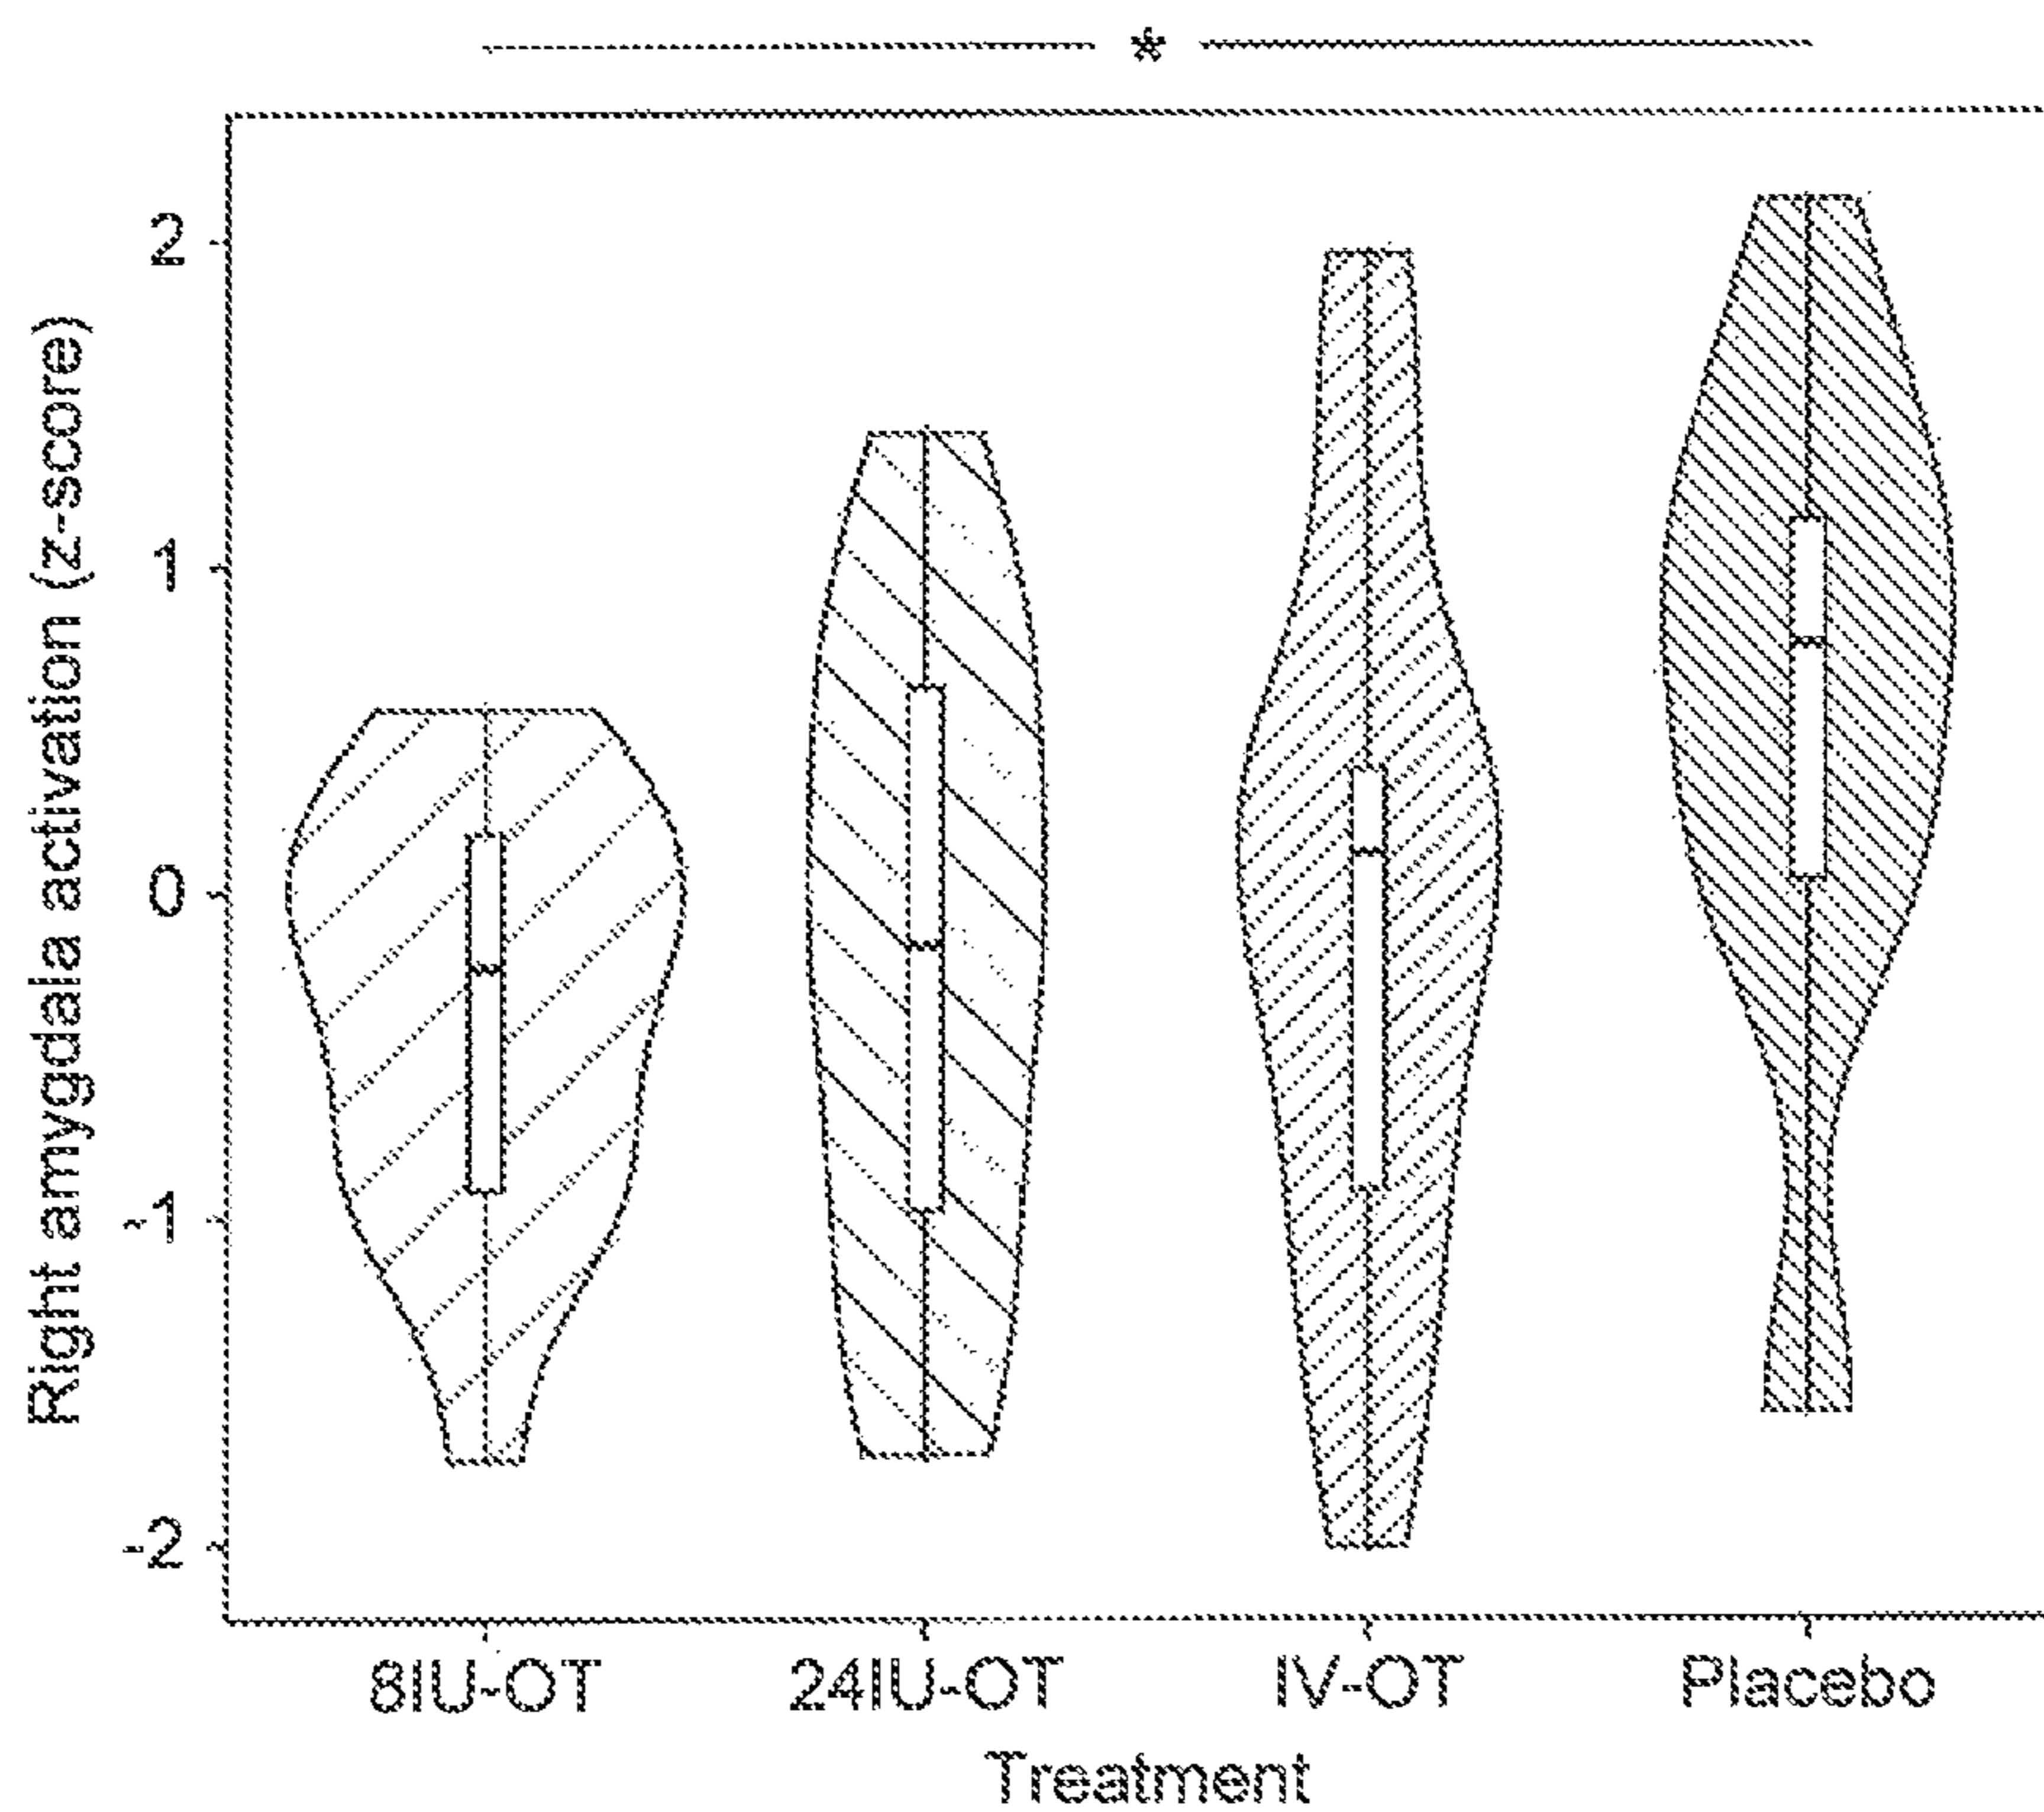 *
Right amygdala activation (z-score)
2
1
0
-1
-2
8IU-OT 24IU-OT IV-OT Placebo
Treatment